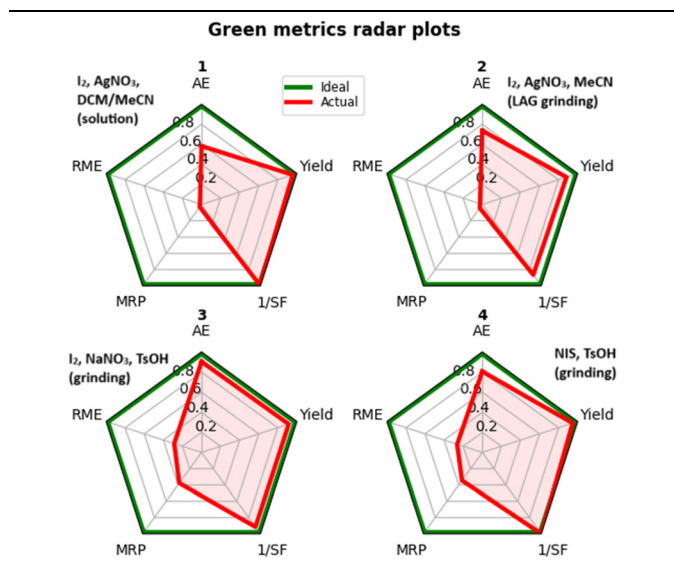 Green metrics radar plots
1
AE
I₂, AgNO₃,
DCM/MeCN
(solution)
Ideal
Actual
0.8
0.6
0.4
0.2
RME
Yield
MRP
1/SF
2
AE
I₂, AgNO₃, MeCN
(LAG grinding)
0.8
0.6
0.4
0.2
RME
Yield
MRP
1/SF
3
AE
I₂, NaNO₃, TsOH
(grinding)
0.8
0.6
0.4
0.2
RME
Yield
MRP
1/SF
4
AE
NIS, TsOH
(grinding)
0.8
0.6
0.4
0.2
RME
Yield
MRP
1/SF